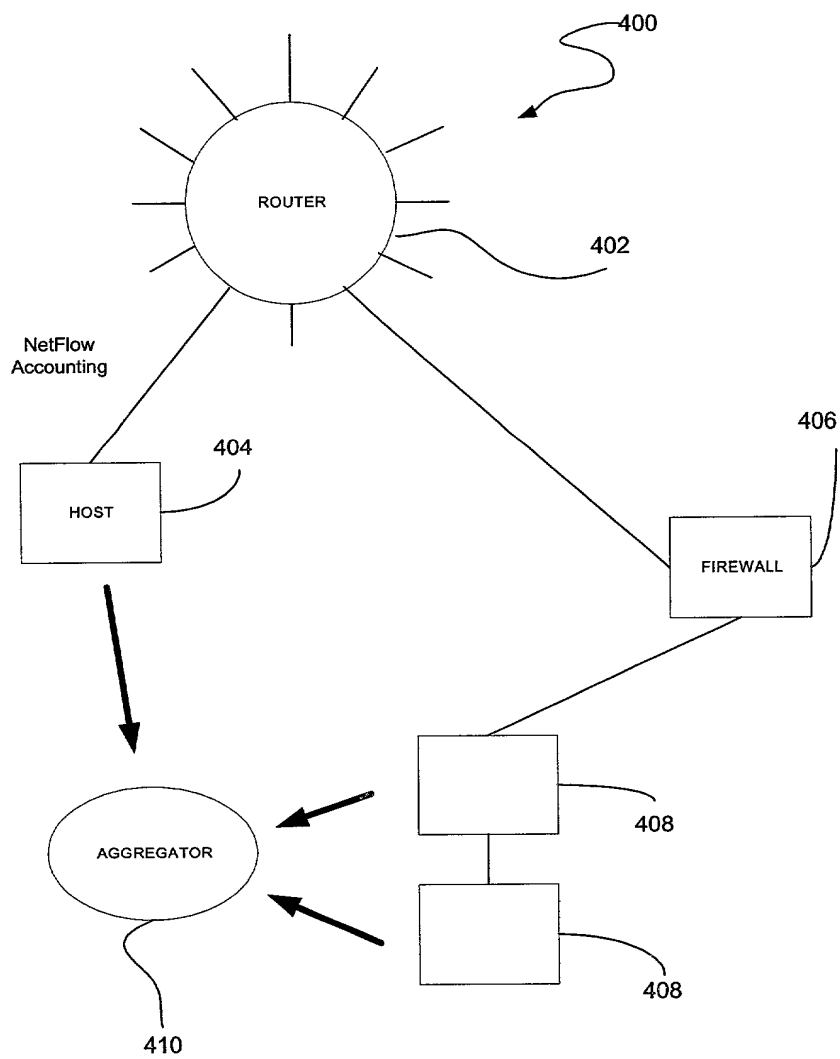 400
ROUTER
402
NetFlow
Accounting
404
406
HOST
FIREWALL
408
AGGREGATOR
408
410